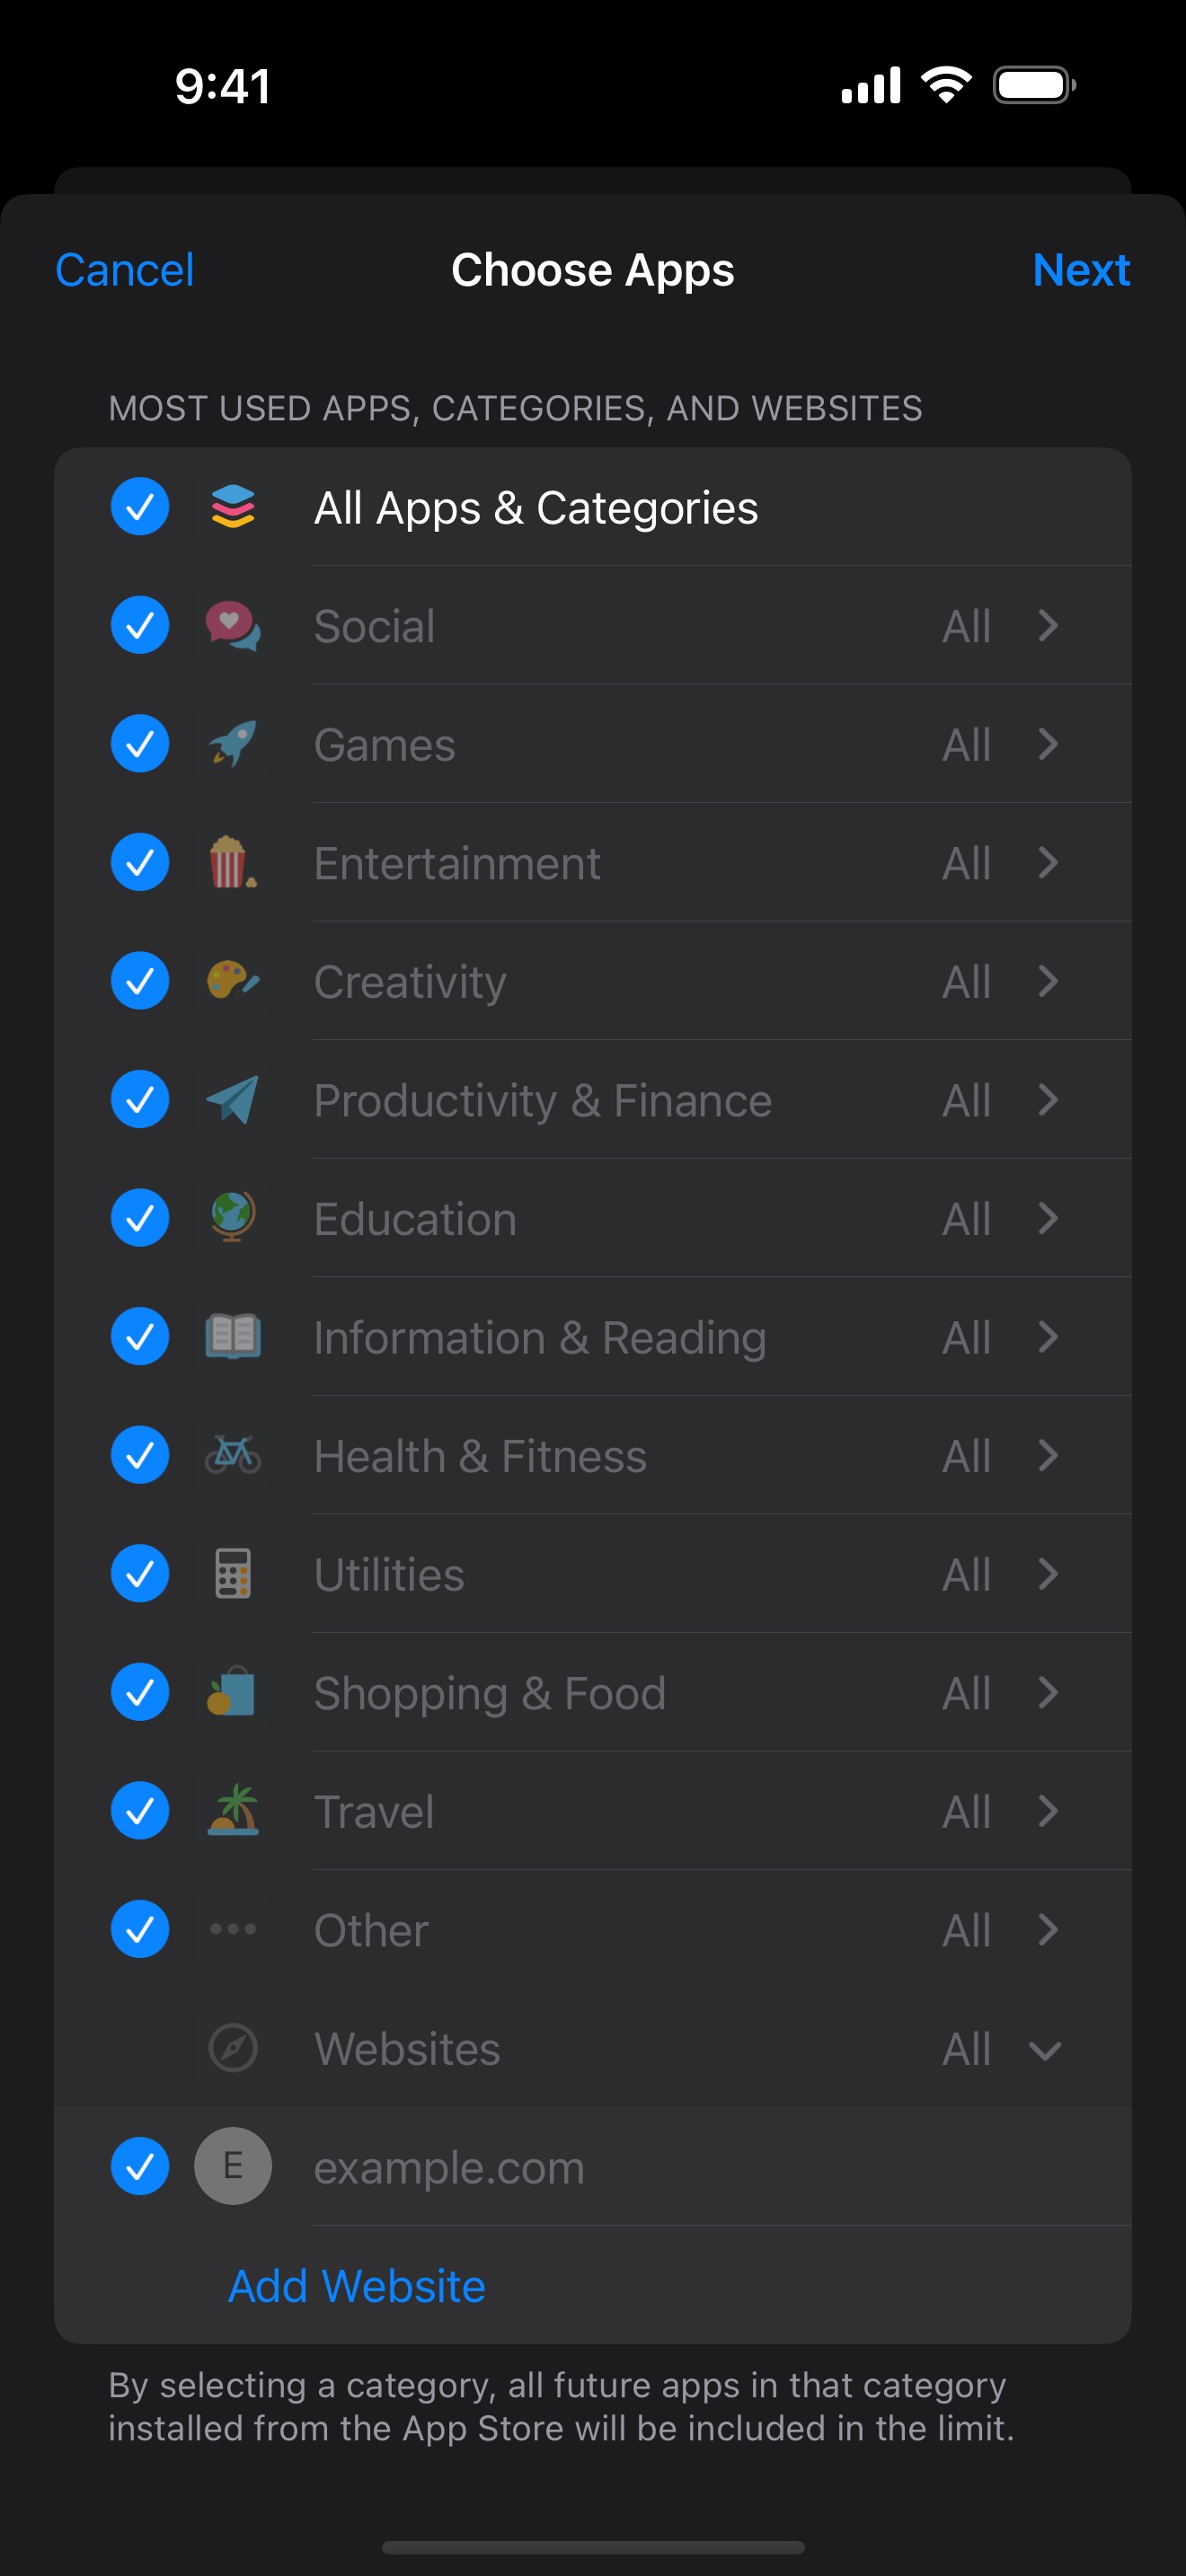 9:41
Cancel Choose Apps Next
MOST USED APPS, CATEGORIES, AND WEBSITES
All Apps & Categories
Social All
Games All
Entertainment All
Creativity All
Productivity & Finance All
Education All
Information & Reading All
Health & Fitness All
Utilities All
Shopping & Food All
Travel All
Other All
Websites All
E example.com
Add Website
By selecting a category, all future apps in that category
installed from the App Store will be included in the limit.